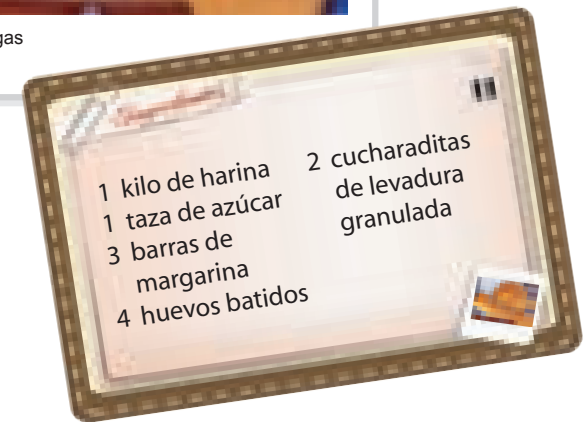 gas
1 kilo de harina
1 taza de azúcar
3 barras de
margarina
4 huevos batidos
2 cucharaditas
de levadura
granulada